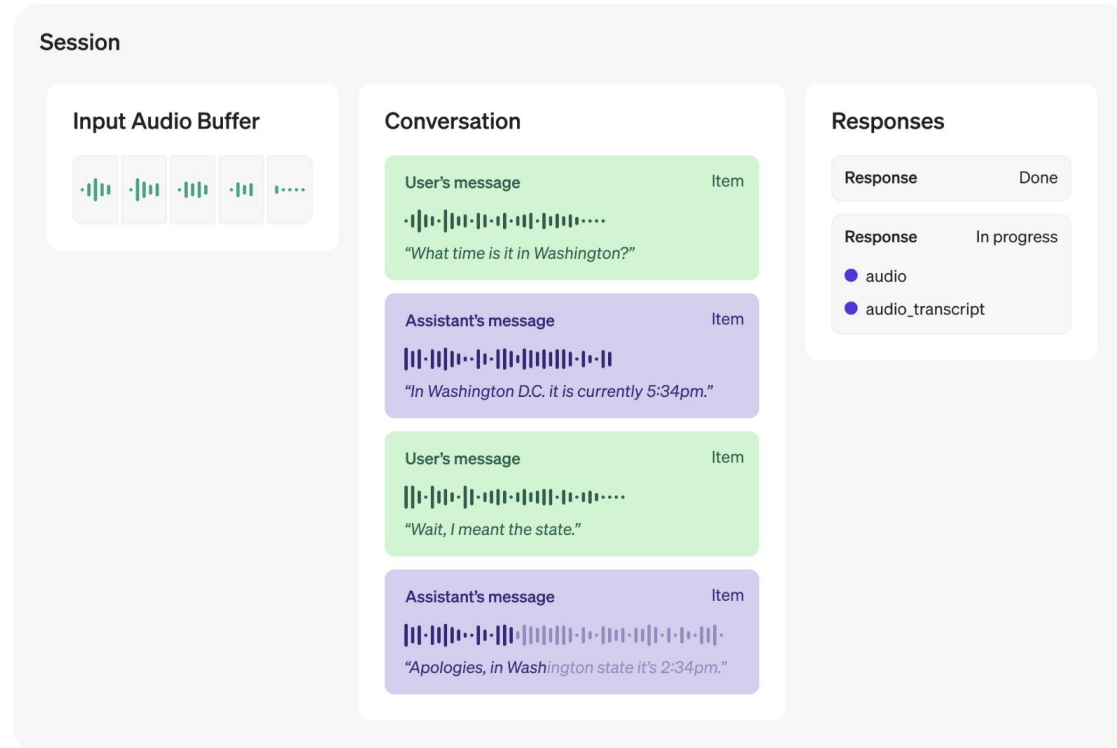 Session
Input Audio Buffer
Conversation
User's message Item
“What time is it in Washington?”
Assistant's message Item
“In Washington D.C. it is currently 5:34pm.”
User's message Item
“Wait, I meant the state.”
Assistant's message Item
“Apologies, in Washington state it's 2:34pm.”
Responses
Response Done
Response In progress
audio
audio_transcript